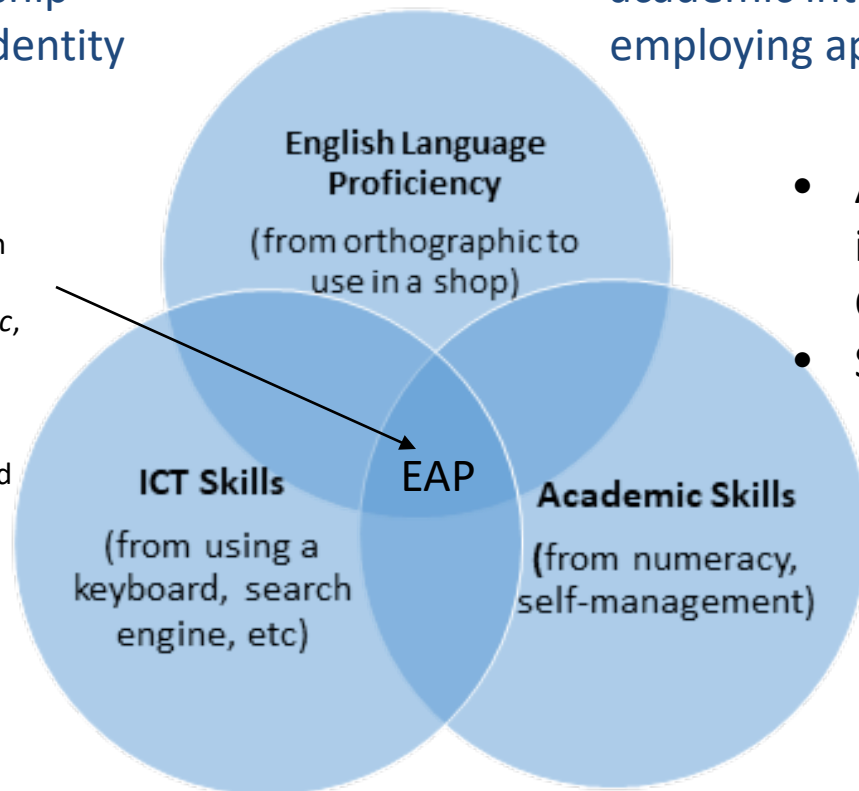 dentity
employing
English Language
Proficiency
(from orthographic to
use in a shop)
•
•
EAP
ICT Skills
(from using a
keyboard, search
engine, etc)
Academic Skills
(from numeracy,
self-management)